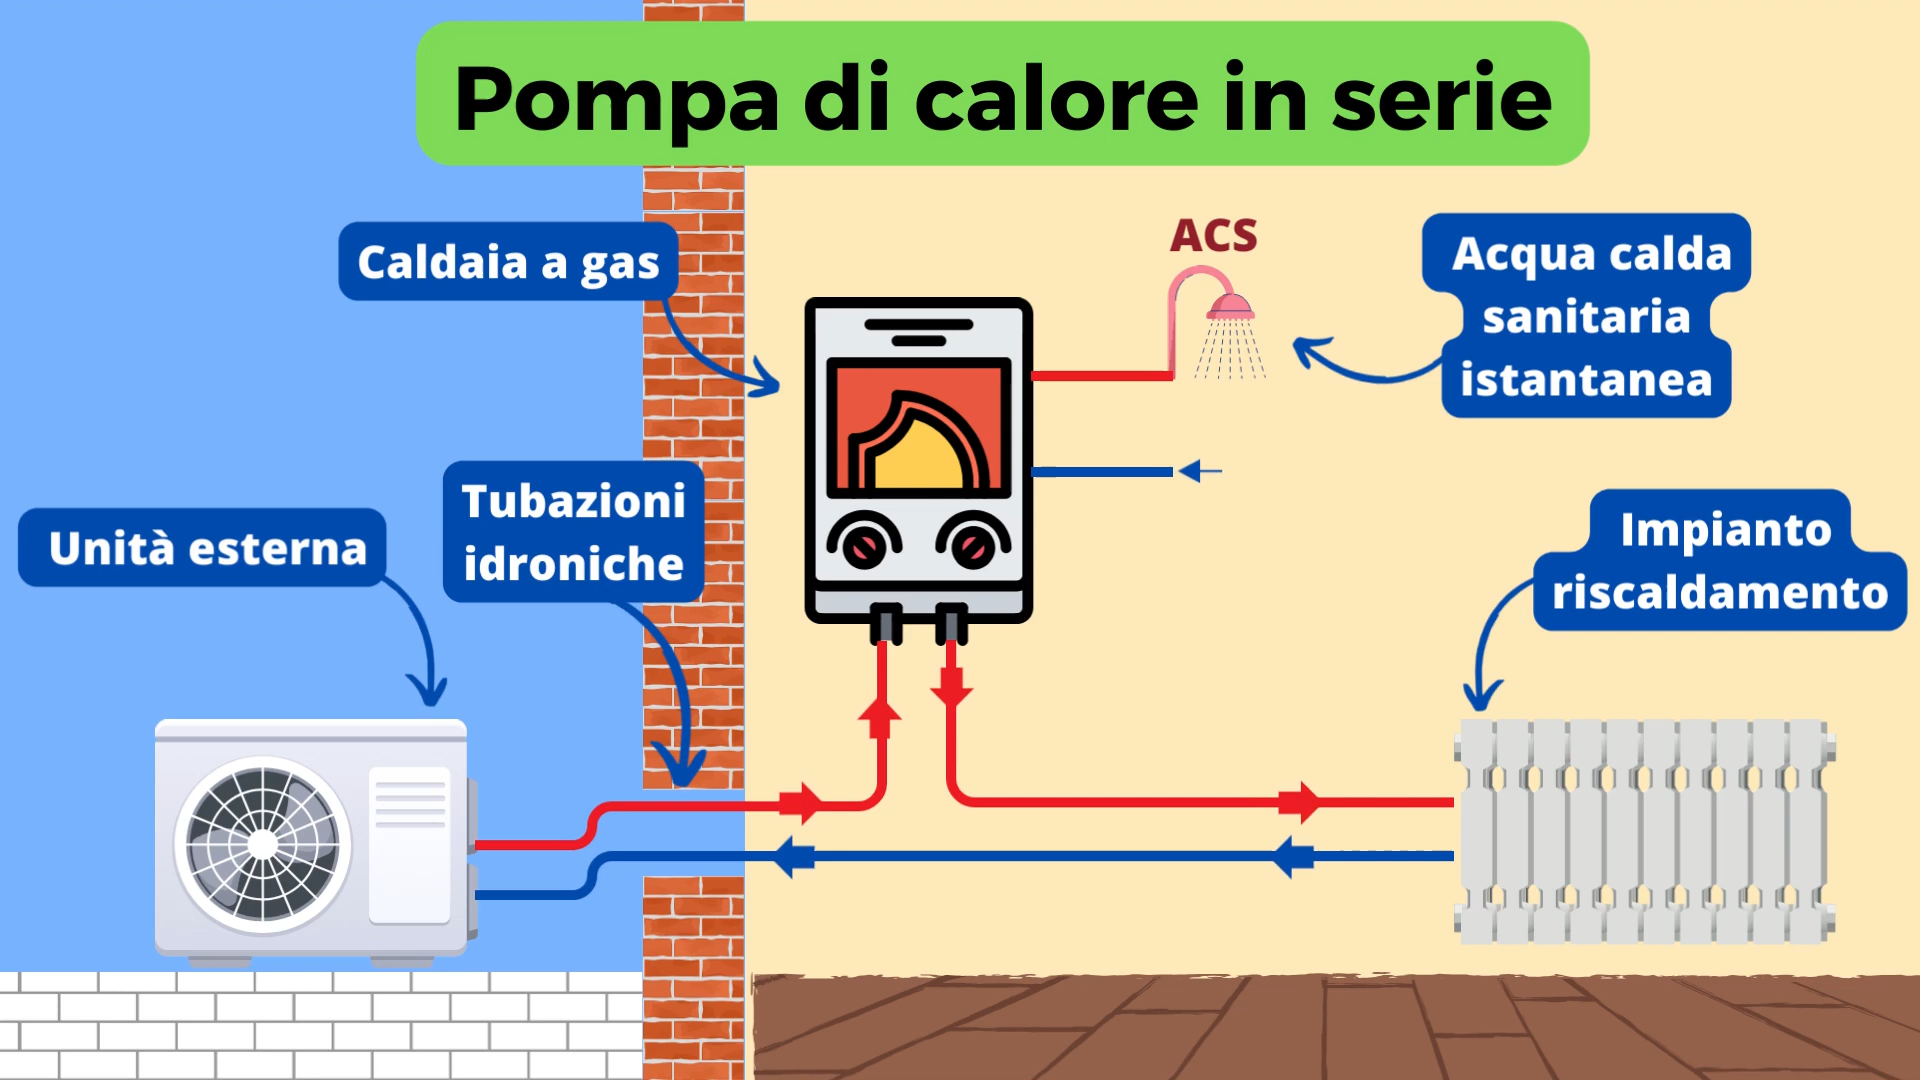 Pompa di calore in serie
Caldaia a gas
ACS
Acqua calda
sanitaria
istantanea
Unità esterna
Tubazioni
idroniche
Impianto
riscaldamento